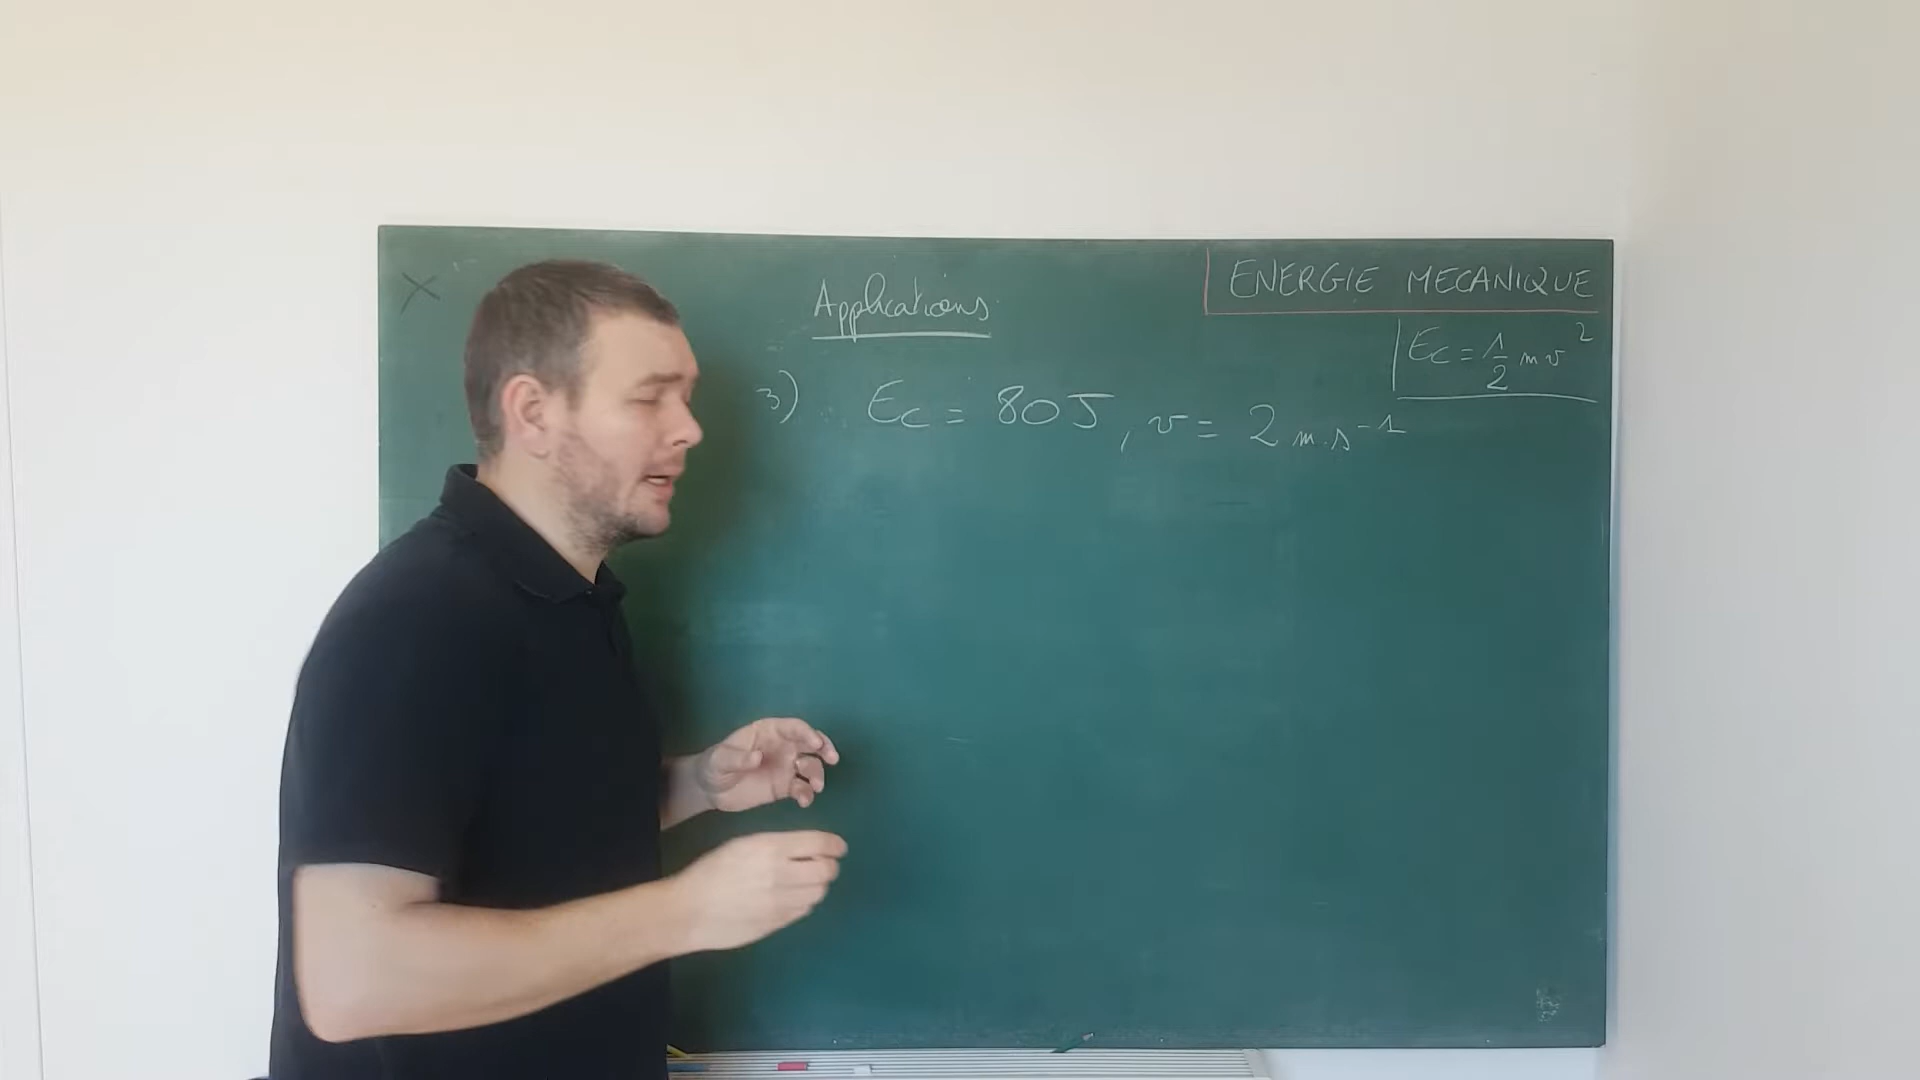 Applications
ENERGIE MECANIQUE
Ec = 1/2 m v²
3) Ec = 80 J, v = 2 m.s⁻¹